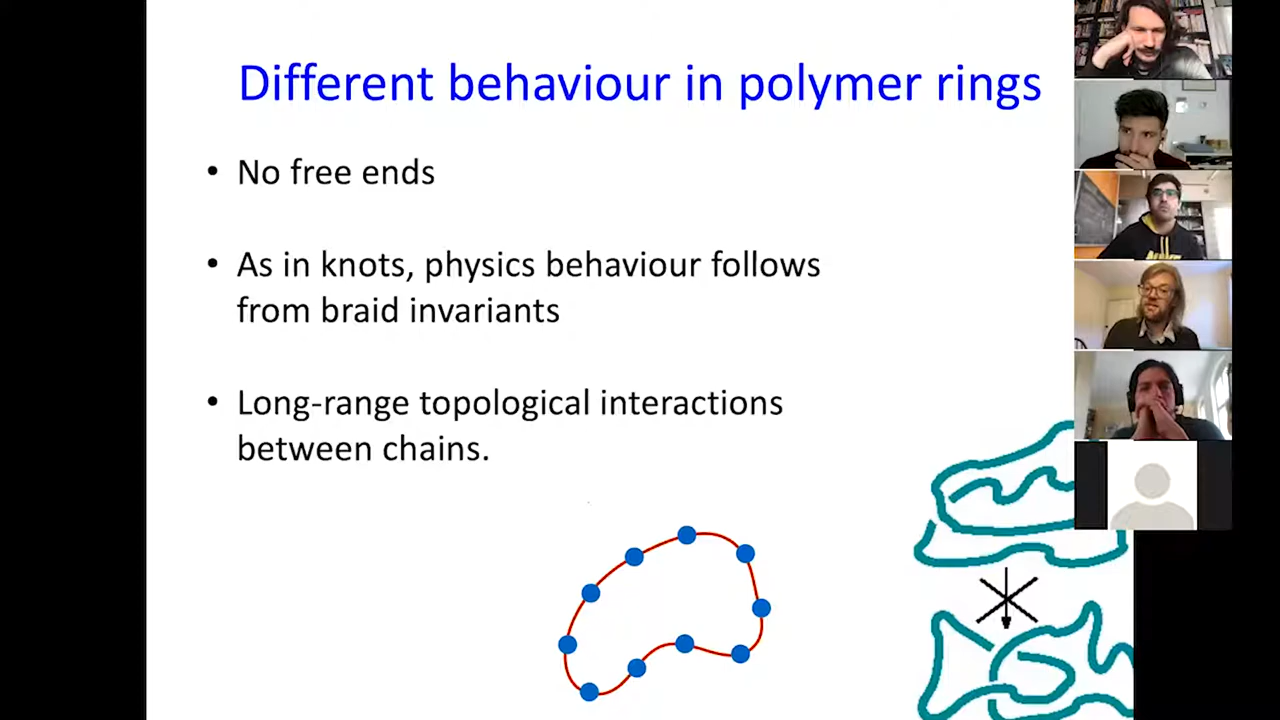 Different behaviour in polymer rings
• No free ends
• As in knots, physics behaviour follows
from braid invariants
• Long-range topological interactions
between chains.